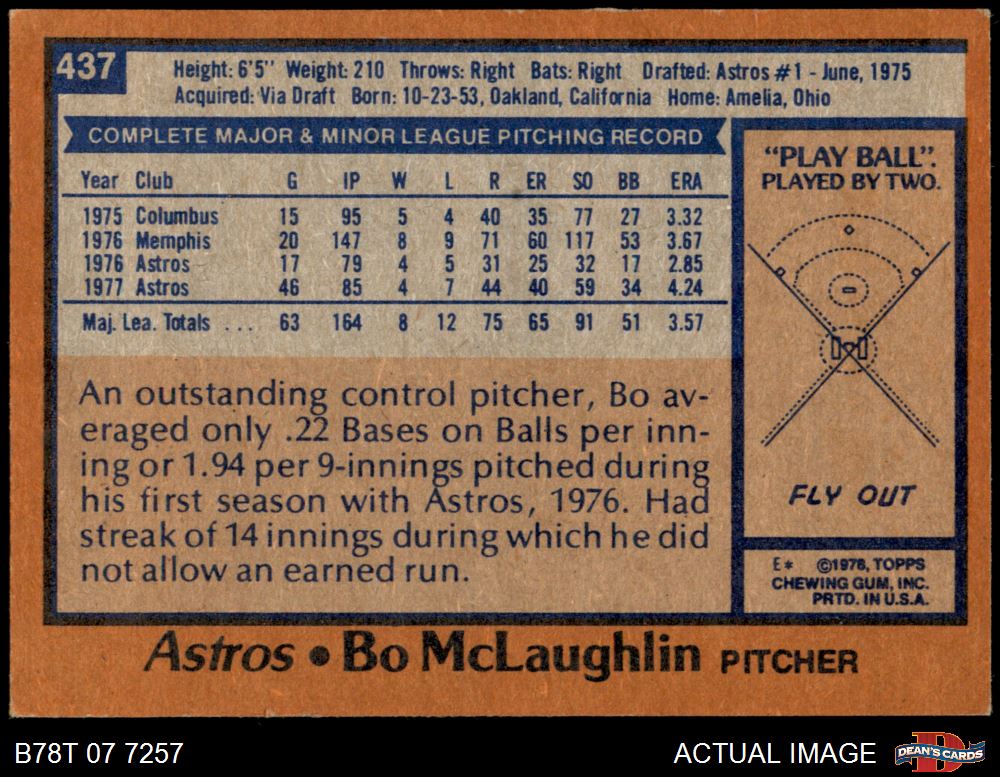 437
Height: 6'5" Weight: 210 Throws: Right Bats: Right Drafted: Astros #1 - June, 1975
Acquired: Via Draft Born: 10-23-53, Oakland, California Home: Amelia, Ohio
COMPLETE MAJOR & MINOR LEAGUE PITCHING RECORD
Year Club G IP W L R ER SO BB ERA
1975 Columbus 15 95 5 4 40 35 77 27 3.32
1976 Memphis 20 147 8 9 71 60 117 53 3.67
1976 Astros 17 79 4 5 31 25 32 17 2.85
1977 Astros 46 85 4 7 44 40 59 34 4.24
Maj. Lea. Totals ... 63 164 8 12 75 65 91 51 3.57
An outstanding control pitcher, Bo av-
eraged only .22 Bases on Balls per inn-
ing or 1.94 per 9-innings pitched during
his first season with Astros, 1976. Had
streak of 14 innings during which he did
not allow an earned run.
"PLAY BALL".
PLAYED BY TWO.
FLY OUT
E* ©1978, TOPPS
CHEWING GUM, INC.
PRTD. IN U.S.A.
Astros • Bo McLaughlin PITCHER
B78T 07 7257
ACTUAL IMAGE
D
DEAN'S CARDS